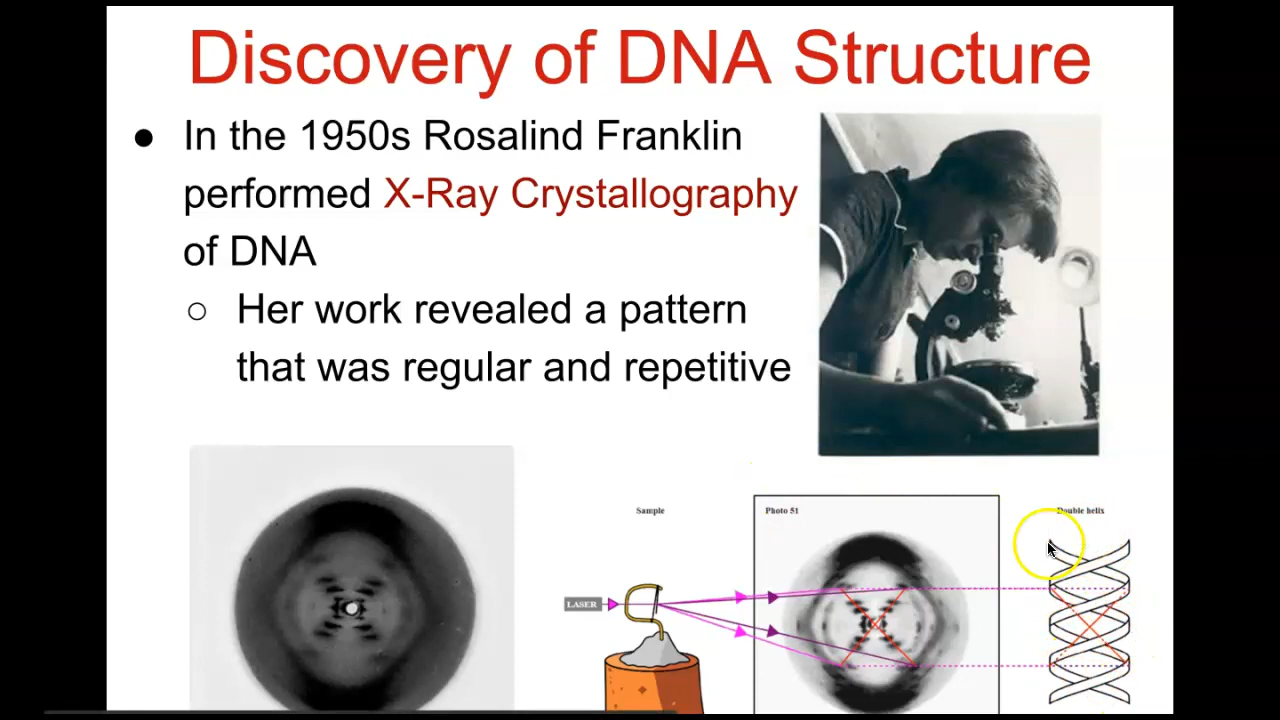 Discovery of DNA Structure
● In the 1950s Rosalind Franklin
performed X-Ray Crystallography
of DNA
○ Her work revealed a pattern
that was regular and repetitive
Sample
Photo 51
Double helix
LASER